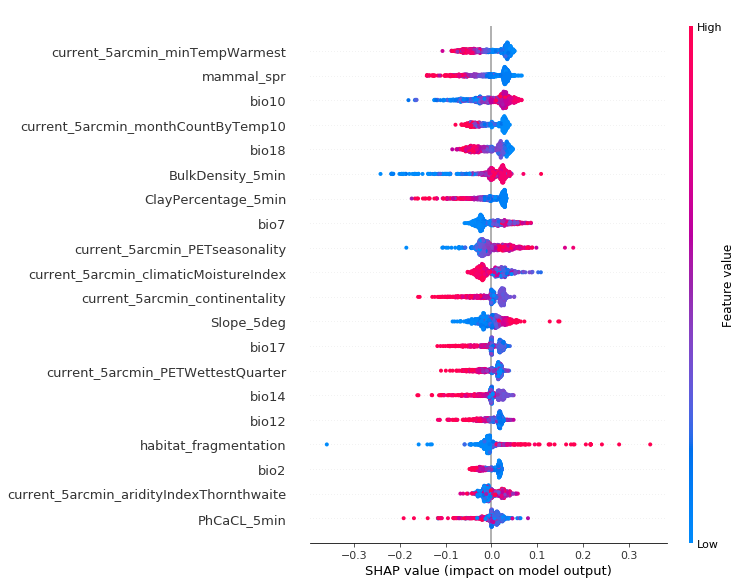 High
current_5arcmin_minTempWarmest
mammal_spr
bio10
current_5arcmin_monthCountByTemp10
bio18
BulkDensity_5min
ClayPercentage_5min
bio7
current_5arcmin_PETseasonality
current_5arcmin_climaticMoistureIndex
current_5arcmin_continentality
Slope_5deg
bio17
current_5arcmin_PETWettestQuarter
bio14
bio12
habitat_fragmentation
bio2
current_5arcmin_aridityIndexThornthwaite
PhCaCL_5min
Feature value
Low
−0.3 −0.2 −0.1 0.0 0.1 0.2 0.3
SHAP value (impact on model output)